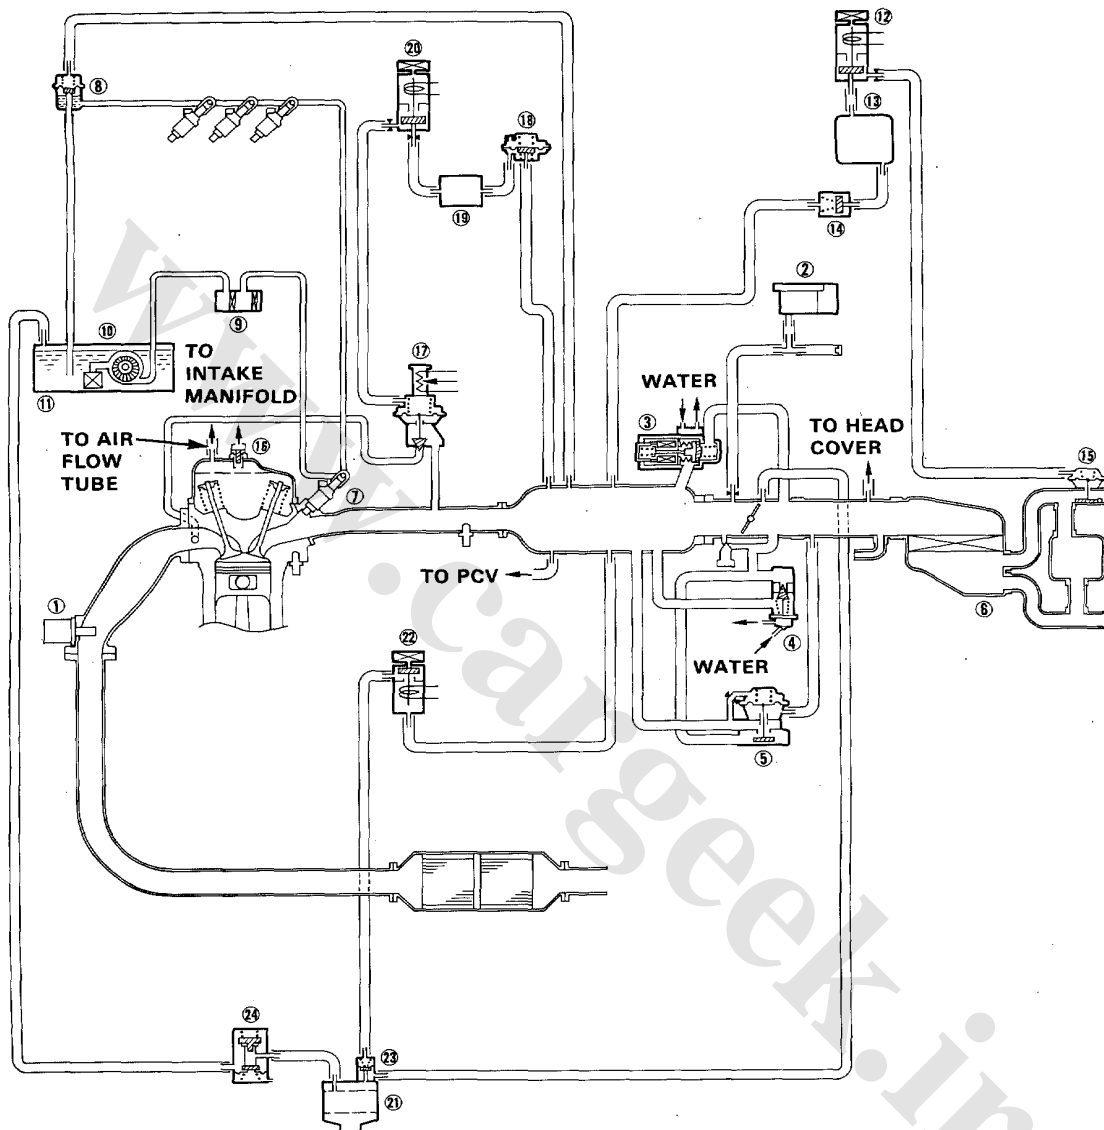 ⑫
⑳
⑧
⑬
⑱
⑭
⑲
②
⑨
⑩
TO
INTAKE
MANIFOLD
⑰
WATER
⑪
③
TO HEAD
COVER
TO AIR
FLOW
TUBE
⑯
⑮
⑦
TO PCV
①
⑥
④
㉒
WATER
⑤
㉔
㉓
㉑
www.cargeek.ir